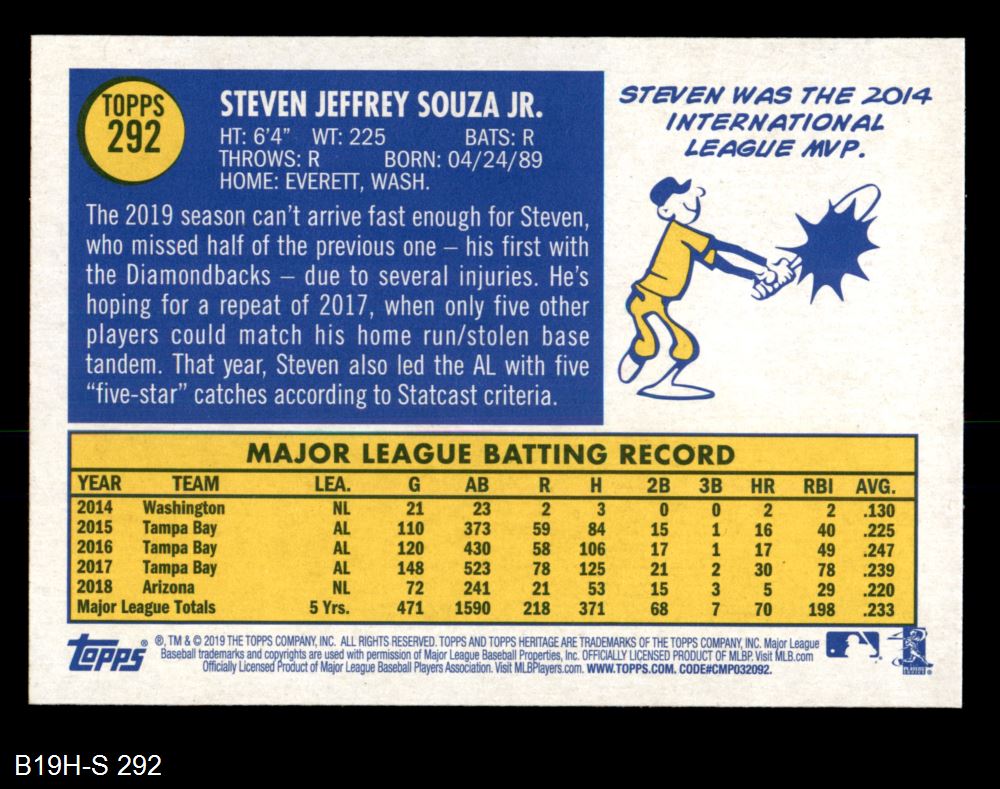 TOPPS
292
STEVEN JEFFREY SOUZA JR.
HT: 6'4" WT: 225 BATS: R
THROWS: R BORN: 04/24/89
HOME: EVERETT, WASH.
The 2019 season can't arrive fast enough for Steven,
who missed half of the previous one – his first with
the Diamondbacks – due to several injuries. He's
hoping for a repeat of 2017, when only five other
players could match his home run/stolen base
tandem. That year, Steven also led the AL with five
"five-star" catches according to Statcast criteria.
STEVEN WAS THE 2014
INTERNATIONAL
LEAGUE MVP.
MAJOR LEAGUE BATTING RECORD
YEAR TEAM LEA. G AB R H 2B 3B HR RBI AVG.
2014 Washington NL 21 23 2 3 0 0 2 2 .130
2015 Tampa Bay AL 110 373 59 84 15 1 16 40 .225
2016 Tampa Bay AL 120 430 58 106 17 1 17 49 .247
2017 Tampa Bay AL 148 523 78 125 21 2 30 78 .239
2018 Arizona NL 72 241 21 53 15 3 5 29 .220
Major League Totals 5 Yrs. 471 1590 218 371 68 7 70 198 .233
Topps®
®, TM & © 2019 THE TOPPS COMPANY, INC. ALL RIGHTS RESERVED. TOPPS AND TOPPS HERITAGE ARE TRADEMARKS OF THE TOPPS COMPANY, INC. Major League
Baseball trademarks and copyrights are used with permission of Major League Baseball Properties, Inc. OFFICIALLY LICENSED PRODUCT OF MLBP. Visit MLB.com
Officially Licensed Product of Major League Baseball Players Association. Visit MLBPlayers.com. WWW.TOPPS.COM. CODE#CMP032092.
B19H-S 292